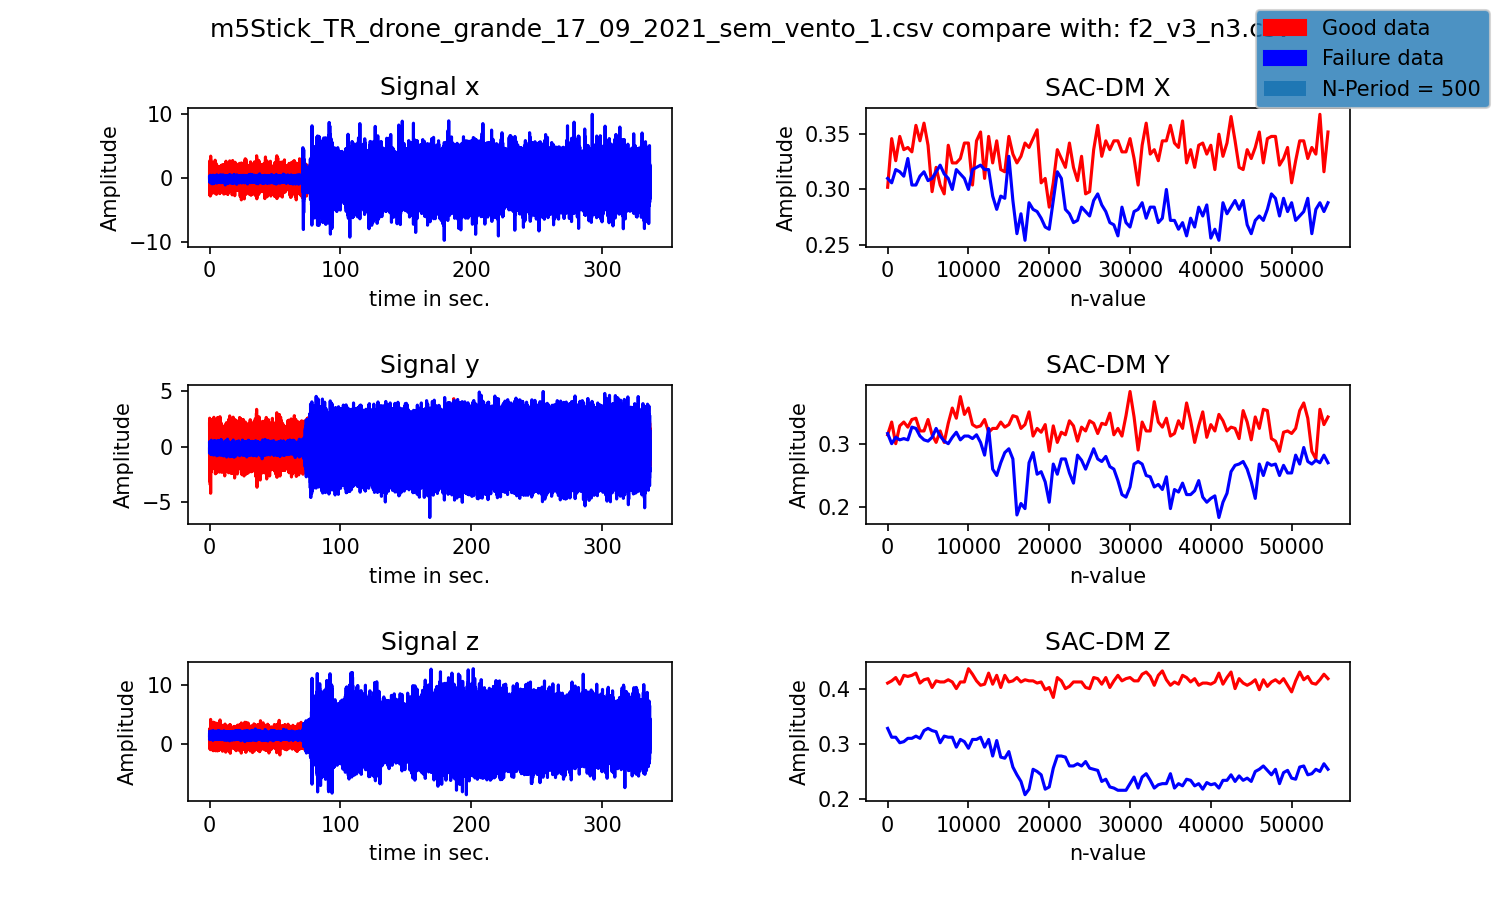 m5Stick_TR_drone_grande_17_09_2021_sem_vento_1.csv compare with: f2_v3_n3.csv
Good data
Failure data
N-Period = 500
Signal x
SAC-DM X
Amplitude
10
0
−10
0 100 200 300
time in sec.
Amplitude
0.35
0.30
0.25
0 10000 20000 30000 40000 50000
n-value
Signal y
SAC-DM Y
Amplitude
5
0
−5
0 100 200 300
time in sec.
Amplitude
0.3
0.2
0 10000 20000 30000 40000 50000
n-value
Signal z
SAC-DM Z
Amplitude
10
0
0 100 200 300
time in sec.
Amplitude
0.4
0.3
0.2
0 10000 20000 30000 40000 50000
n-value